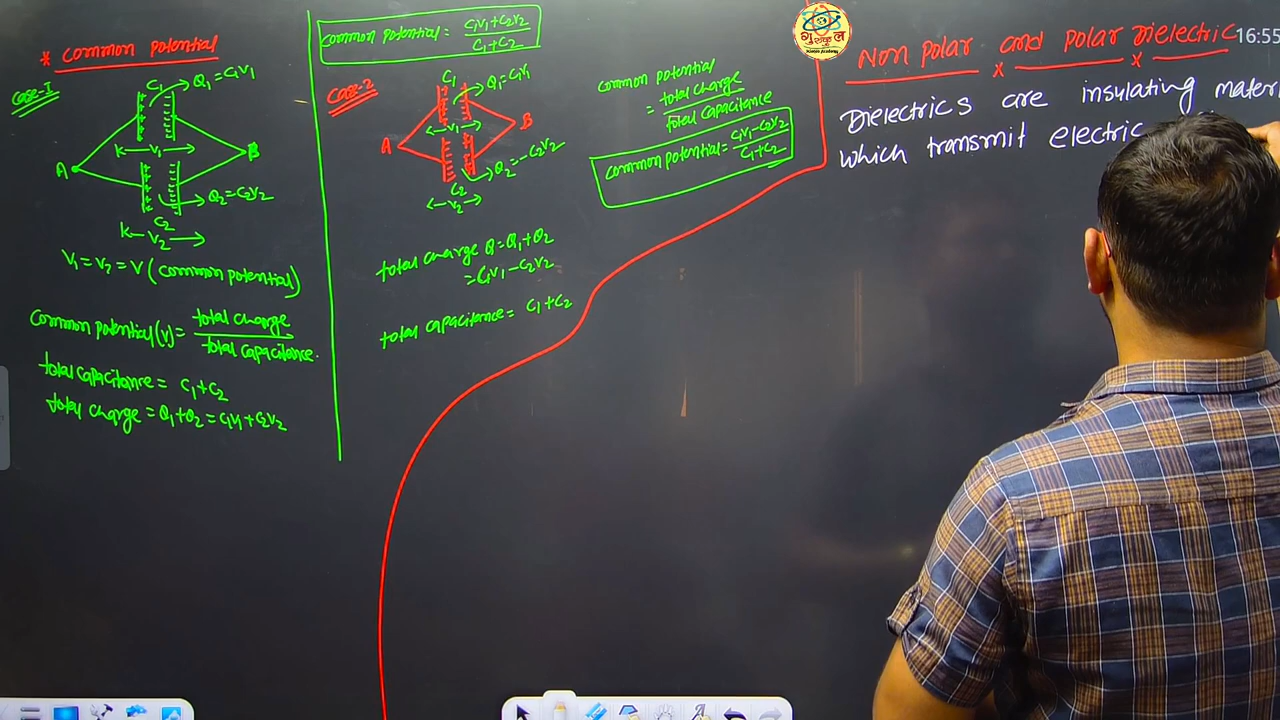 * Common potential
Case-I
C₁
Q₁=C₁V₁
V₁
A
B
Q₂=C₂V₂
C₂
V₂
V₁=V₂=V (Common potential)
Common potential(V)= total charge
total capacitance.
total capacitance= C₁+C₂
total charge=Q₁+Q₂=C₁V₁+C₂V₂
Common potential= C₁V₁+C₂V₂
C₁+C₂
Case-2
C₁
Q₁=C₁V₁
V₁
A
B
Q₂=-C₂V₂
C₂
V₂
total charge Q=Q₁+Q₂
=C₁V₁-C₂V₂
total capacitance= C₁+C₂
Common potential
= total charge
total capacitance
Common potential= C₁V₁-C₂V₂
C₁+C₂
गुरुकुल
Science Academy
16:55
Non polar and polar Dielectric
Dielectrics are insulating
which transmit electric